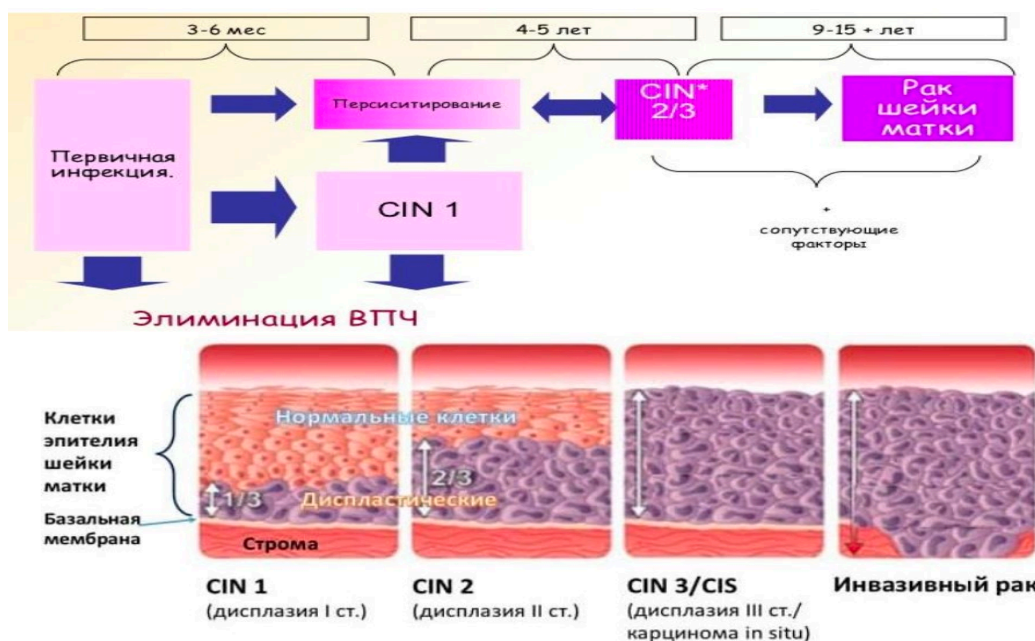 3-6 мес
4-5 лет
9-15 + лет
Первичная
инфекция.
Персиситирование
CIN*
2/3
Рак
шейки
матки
CIN 1
+
сопутствующие
факторы
Элиминация ВПЧ
Клетки
эпителия
шейки
матки
Базальная
мембрана
Нормальные клетки
1/3
2/3
Диспластические
Строма
CIN 1
(дисплазия I ст.)
CIN 2
(дисплазия II ст.)
CIN 3/CIS
(дисплазия III ст./
карцинома in situ)
Инвазивный рак